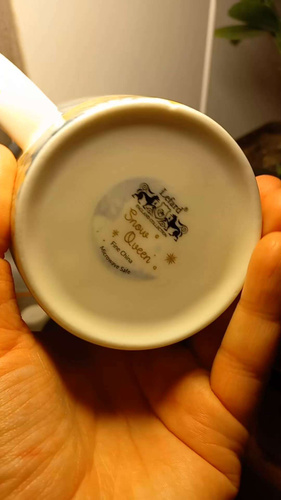 Lefard®
Snow
Queen
Fine China
Microwave Safe